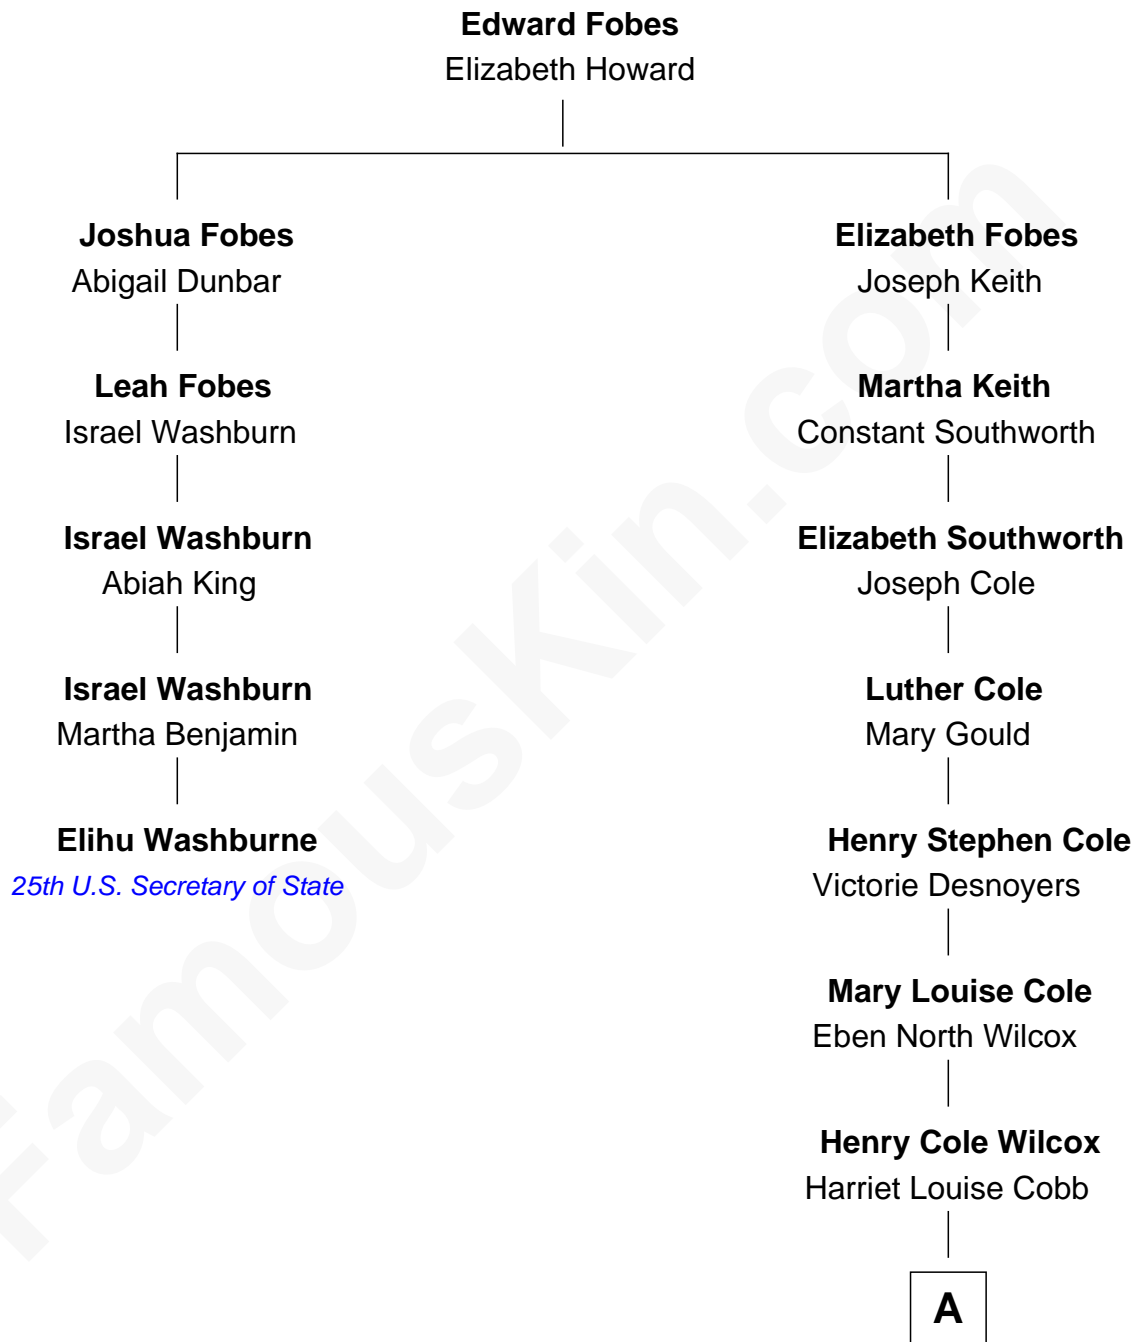 Edward Fobes
Elizabeth Howard
Joshua Fobes
Abigail Dunbar
Leah Fobes
Israel Washburn
Israel Washburn
Abiah King
Israel Washburn
Martha Benjamin
Elihu Washburne
25th U.S. Secretary of State
Elizabeth Fobes
Joseph Keith
Martha Keith
Constant Southworth
Elizabeth Southworth
Joseph Cole
Luther Cole
Mary Gould
Henry Stephen Cole
Victorie Desnoyers
Mary Louise Cole
Eben North Wilcox
Henry Cole Wilcox
Harriet Louise Cobb
A
FamousKin.com